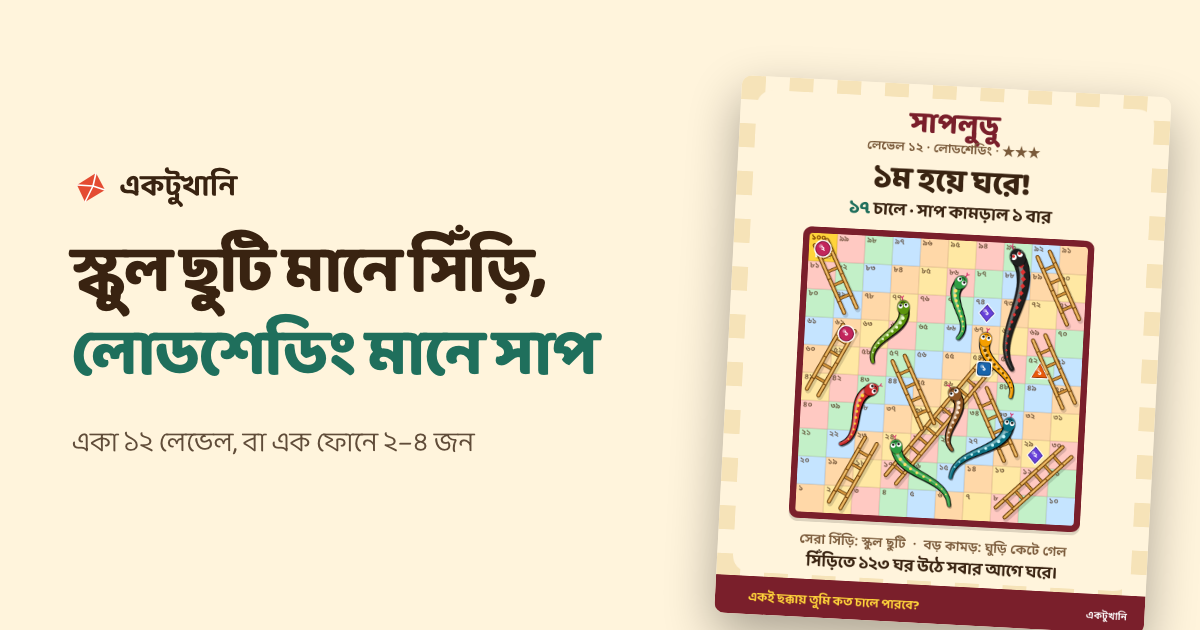 একটুখানি
স্কুল ছুটি মানে সিঁড়ি,
লোডশেডিং মানে সাপ
একা ১২ লেভেল, বা এক ফোনে ২–৪ জন
সাপলুডু
লেভেল ১২ · লোডশেডিং · ★★★
১ম হয়ে ঘরে!
১৭ চালে · সাপ কামড়াল ১ বার
সেরা সিঁড়ি: স্কুল ছুটি · বড় কামড়: ঘুড়ি কেটে গেল
সিঁড়িতে ১২৩ ঘর উঠে সবার আগে ঘরে।
একই ছক্কায় তুমি কত চালে পারবে?
একটুখানি